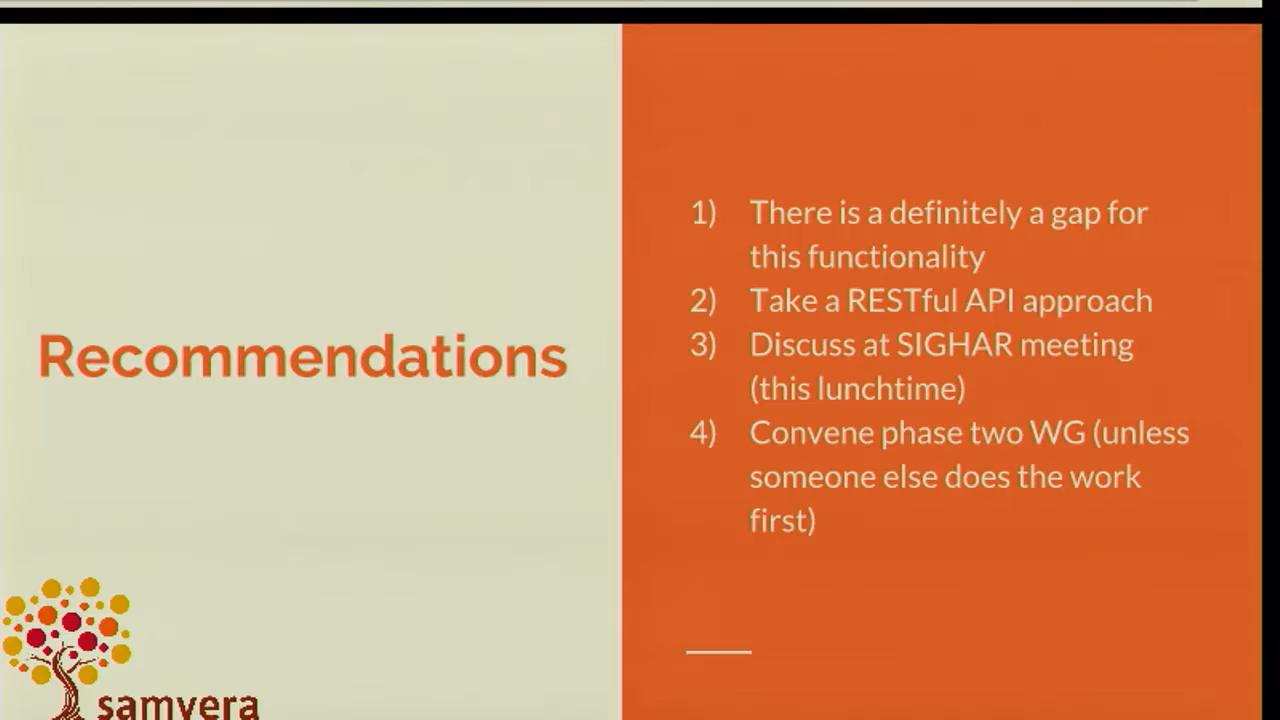 Recommendations
1) There is a definitely a gap for
this functionality
2) Take a RESTful API approach
3) Discuss at SIGHAR meeting
(this lunchtime)
4) Convene phase two WG (unless
someone else does the work
first)
samvera